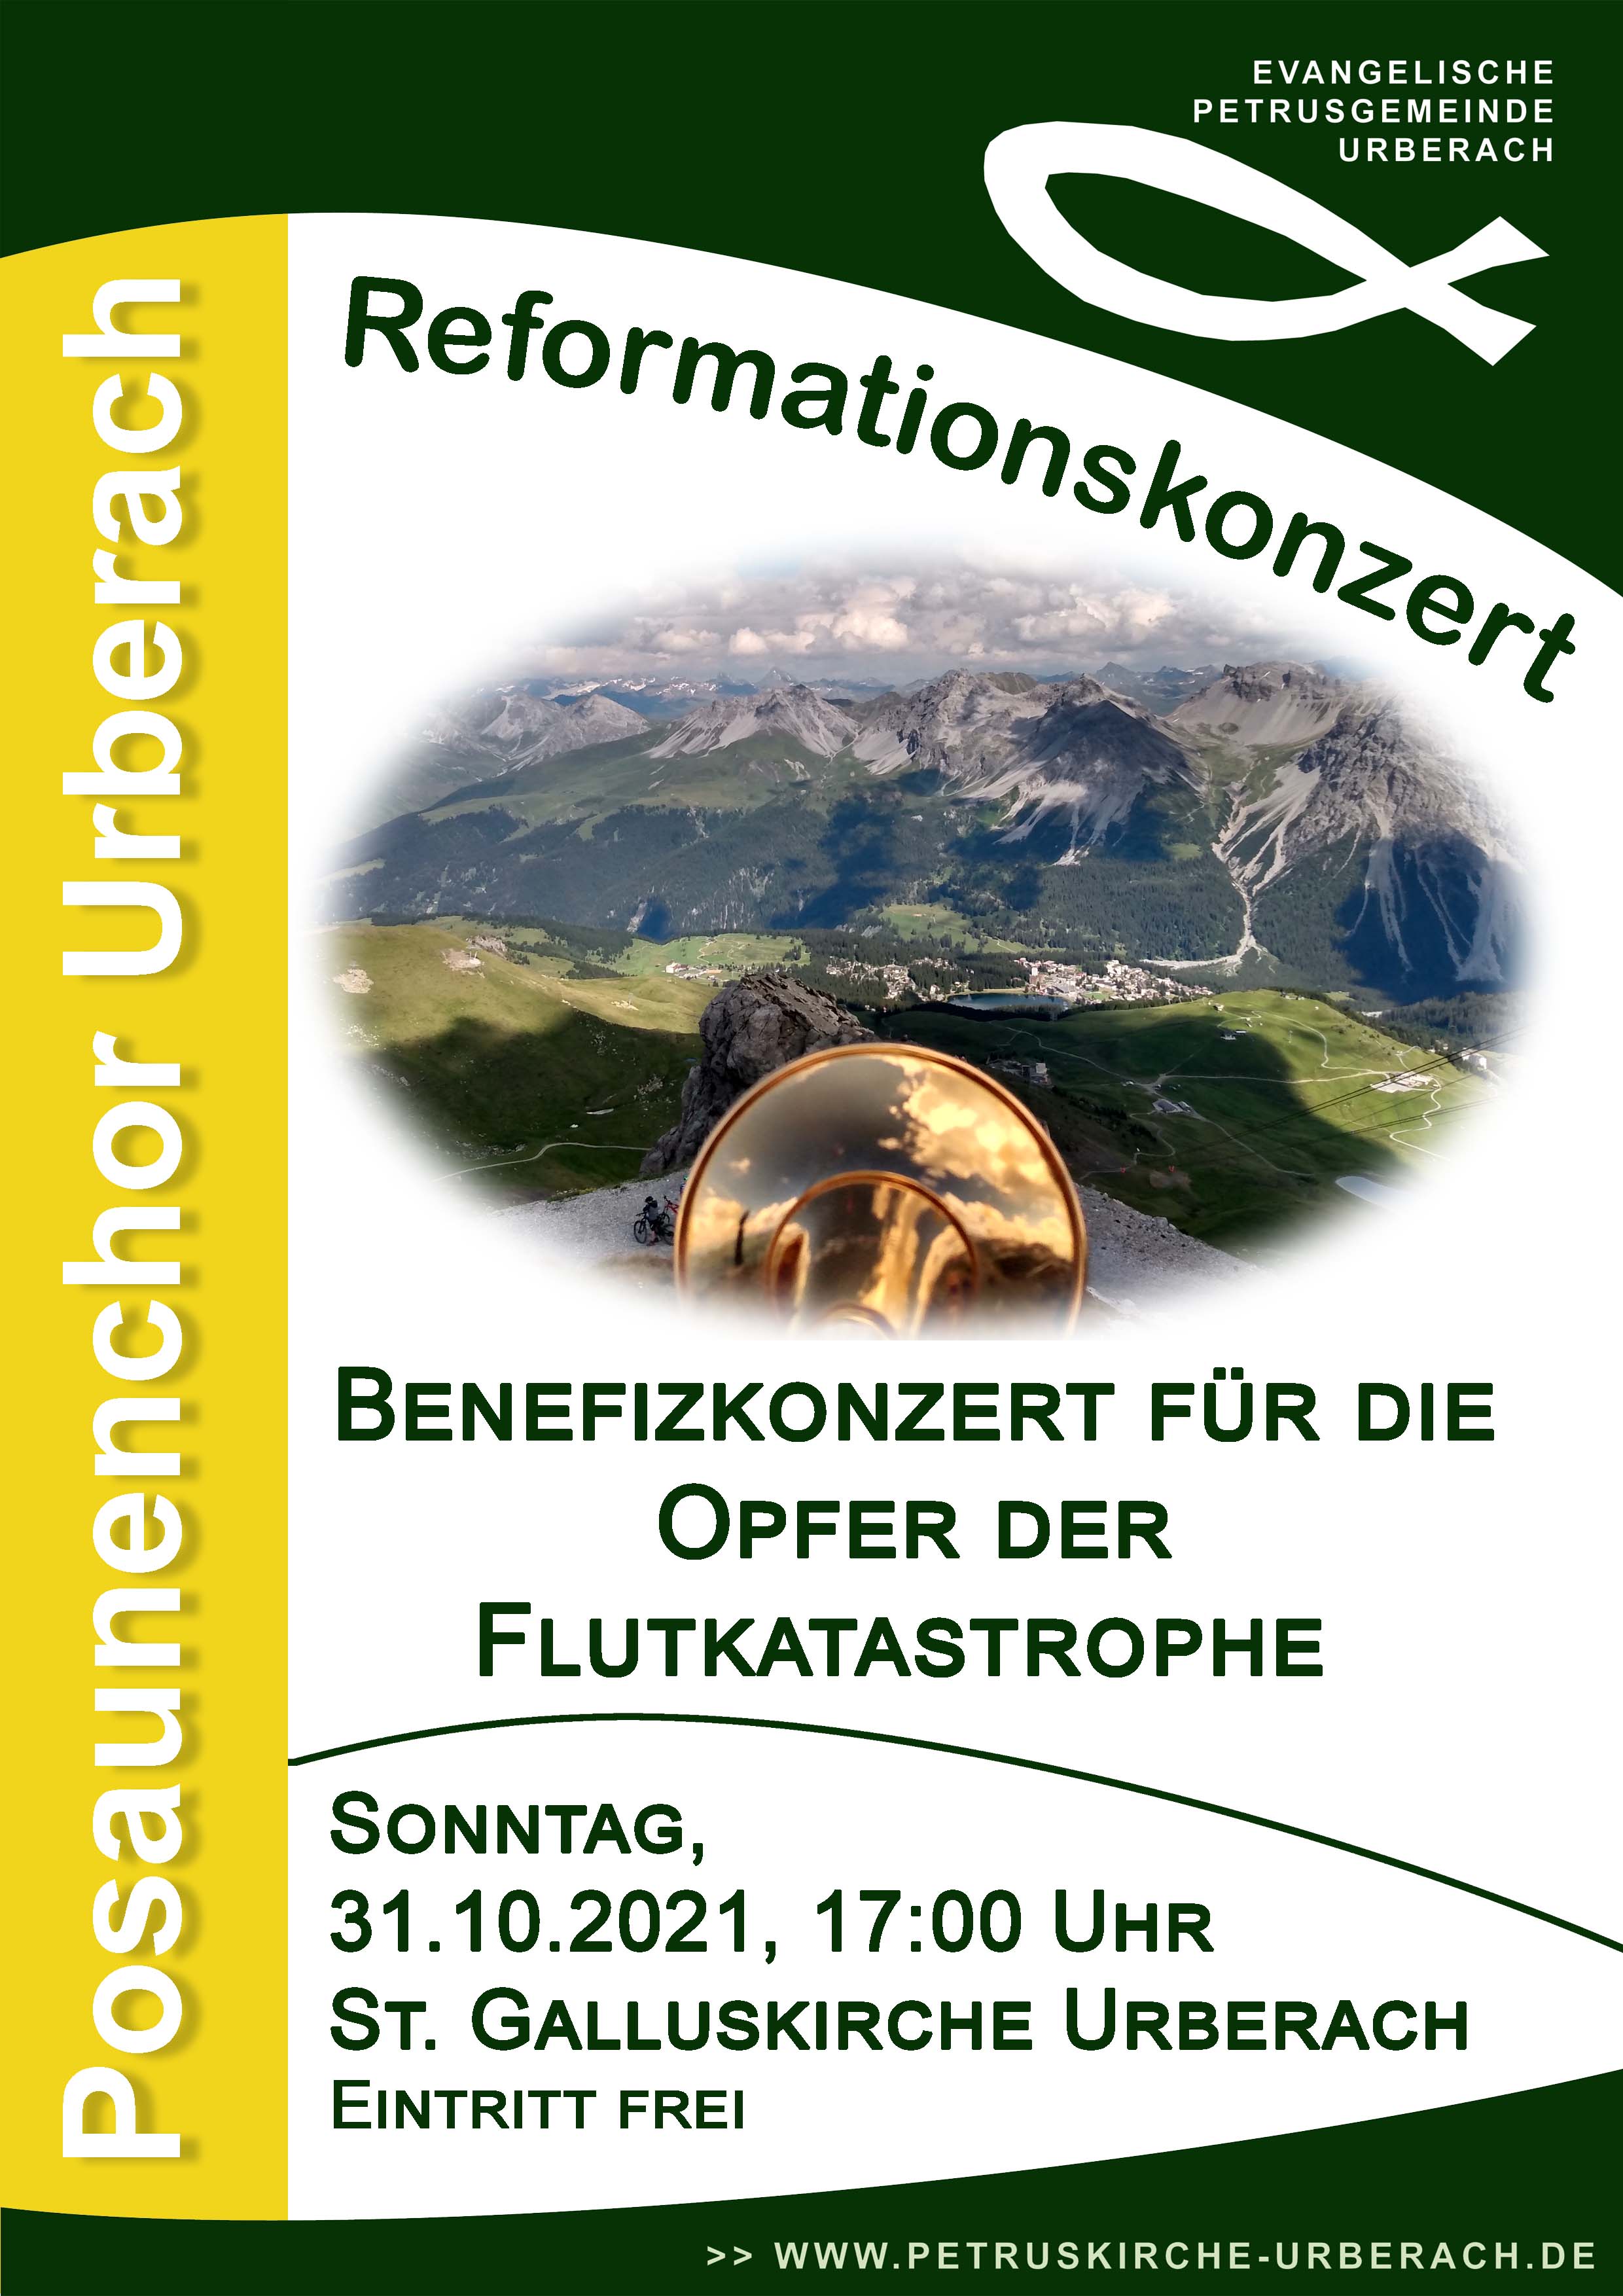 EVANGELISCHE
PETRUSGEMEINDE
URBERACH
Posaunenchor Urberach
Reformationskonzert
BENEFIZKONZERT FÜR DIE
OPFER DER
FLUTKATASTROPHE
SONNTAG,
31.10.2021, 17:00 UHR
ST. GALLUSKIRCHE URBERACH
EINTRITT FREI
>> WWW.PETRUSKIRCHE-URBERACH.DE